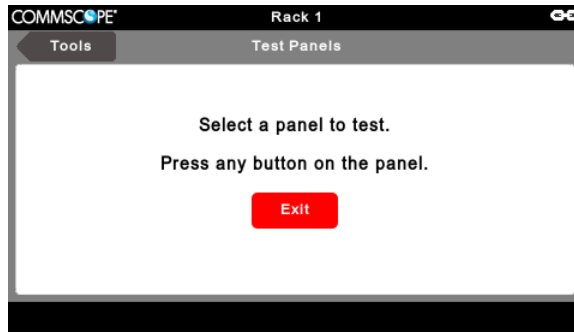 COMMSCOPE®
Rack 1
Tools
Test Panels
Select a panel to test.
Press any button on the panel.
Exit